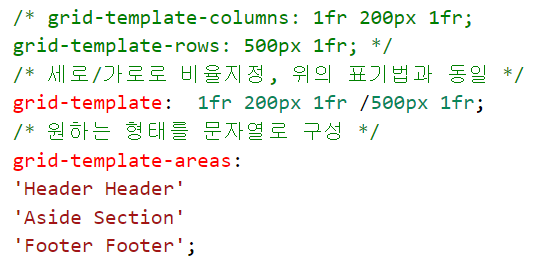 /* grid-template-columns: 1fr 200px 1fr;
grid-template-rows: 500px 1fr; */
/* 세로/가로로 비율지정, 위의 표기법과 동일 */
grid-template:  1fr 200px 1fr /500px 1fr;
/* 원하는 형태를 문자열로 구성 */
grid-template-areas:
'Header Header'
'Aside Section'
'Footer Footer';